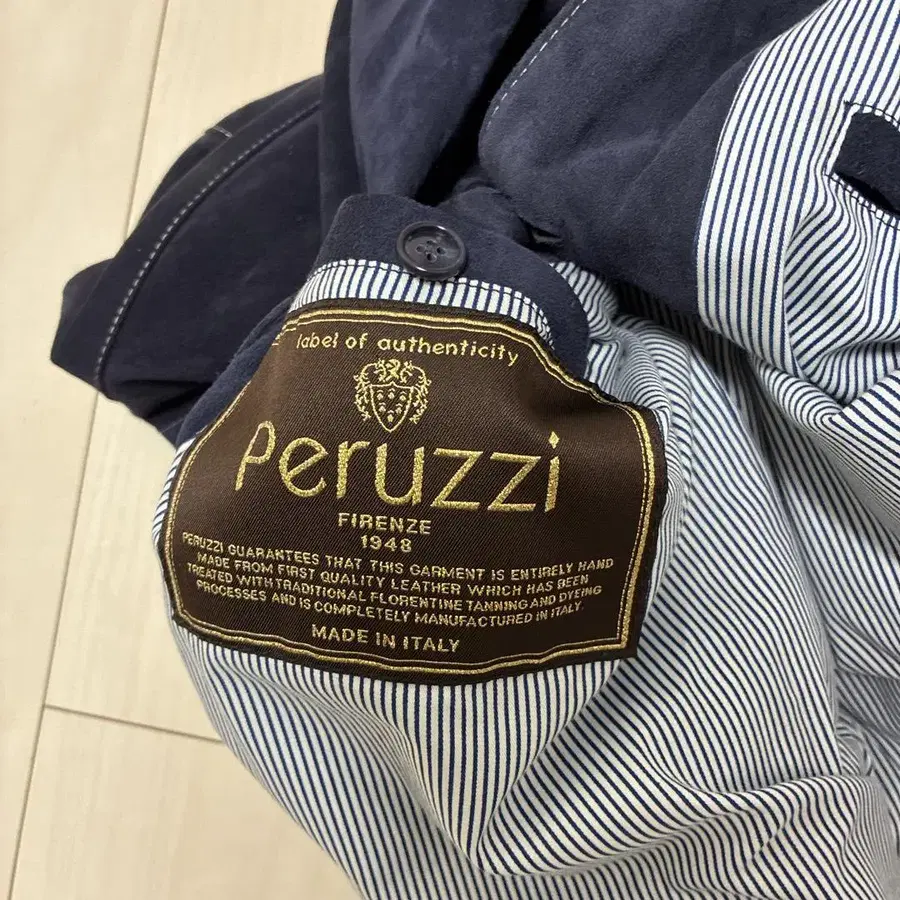 label of authenticity
Peruzzi
FIRENZE
1948
PERUZZI GUARANTEES THAT THIS GARMENT IS ENTIRELY HAND
MADE FROM FIRST QUALITY LEATHER WHICH HAS BEEN
TREATED WITH TRADITIONAL FLORENTINE TANNING AND DYEING
PROCESSES AND IS COMPLETELY MANUFACTURED IN ITALY.
MADE IN ITALY